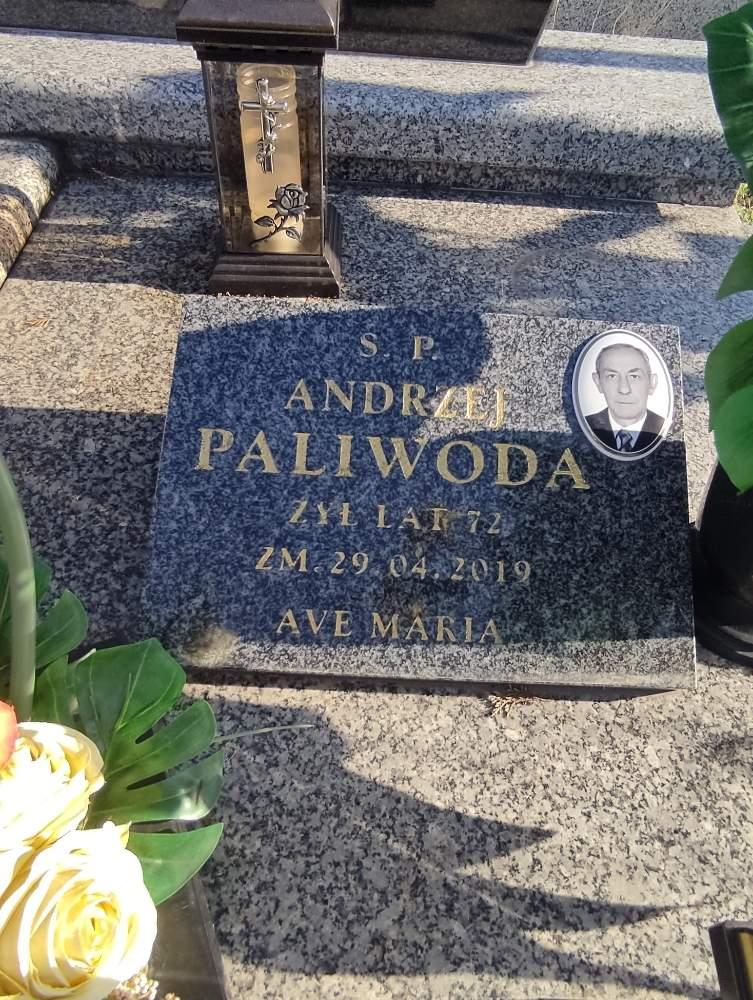 S. P.
ANDRZEJ
PALIWODA
ŻYŁ LAT 72
ZM. 29.04.2019
AVE MARIA